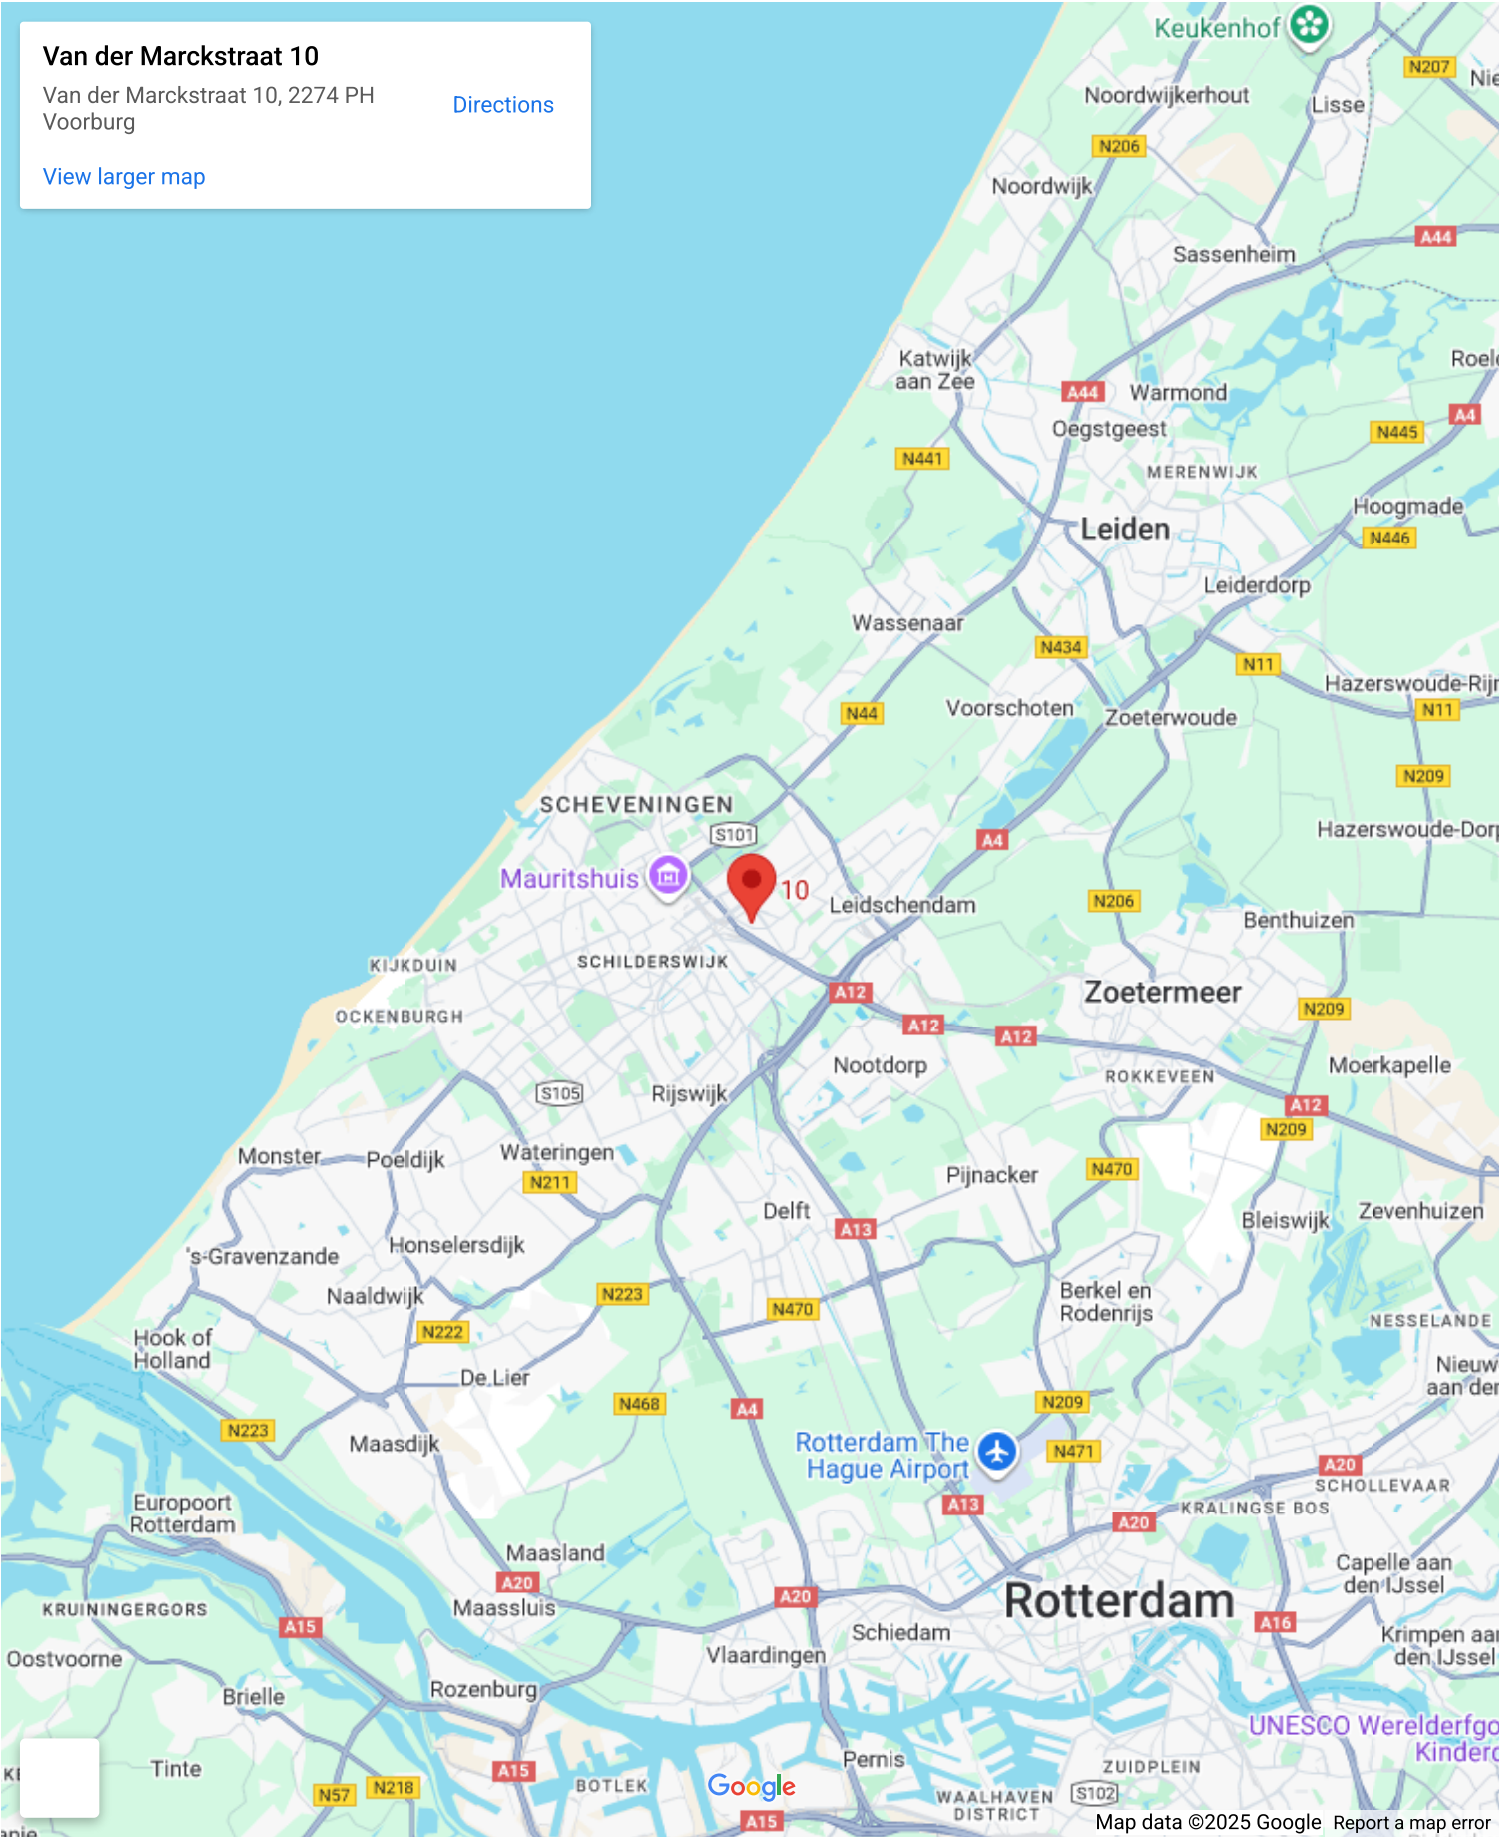 Van der Marckstraat 10
Van der Marckstraat 10, 2274 PH
Voorburg
Directions
View larger map
Keukenhof
N207
Nie
Noordwijkerhout
Lisse
N206
Noordwijk
A44
Sassenheim
Katwijk
aan Zee
Roel
A44
Warmond
A4
Oegstgeest
N445
N441
MERENWIJK
Hoogmade
Leiden
N446
Leiderdorp
Wassenaar
N434
N11
Hazerswoude-Rijn
Voorschoten
N44
Zoeterwoude
N11
N209
SCHEVENINGEN
S101
Hazerswoude-Dorp
A4
Mauritshuis
10
Leidschendam
N206
Benthuizen
KIJKDUIN
SCHILDERSWIJK
A12
Zoetermeer
N209
OCKENBURGH
A12
A12
Nootdorp
Moerkapelle
ROKKEVEEN
S105
Rijswijk
A12
N209
Monster
Poeldijk
Wateringen
N211
Pijnacker
N470
Delft
A13
Bleiswijk
Zevenhuizen
's-Gravenzande
Honselersdijk
Naaldwijk
N223
N470
Berkel en
Rodenrijs
NESSELANDE
Hook of
Holland
N222
De Lier
Nieuw
aan den
N468
A4
N209
N223
Maasdijk
Rotterdam The
Hague Airport
N471
A20
SCHOLLEVAAR
Europoort
Rotterdam
A13
KRALINGSE BOS
A20
Maasland
Capelle aan
den IJssel
A20
A20
Rotterdam
KRUININGERGORS
Maassluis
A15
A16
Schiedam
Krimpen aan
den IJssel
Oostvoorne
Vlaardingen
Brielle
Rozenburg
UNESCO Werelderfgo
Kinderd
Tinte
A15
Pernis
ZUIDPLEIN
KE
N57
N218
BOTLEK
Google
WAALHAVEN
DISTRICT
S102
A15
Map data ©2025 Google
Report a map error